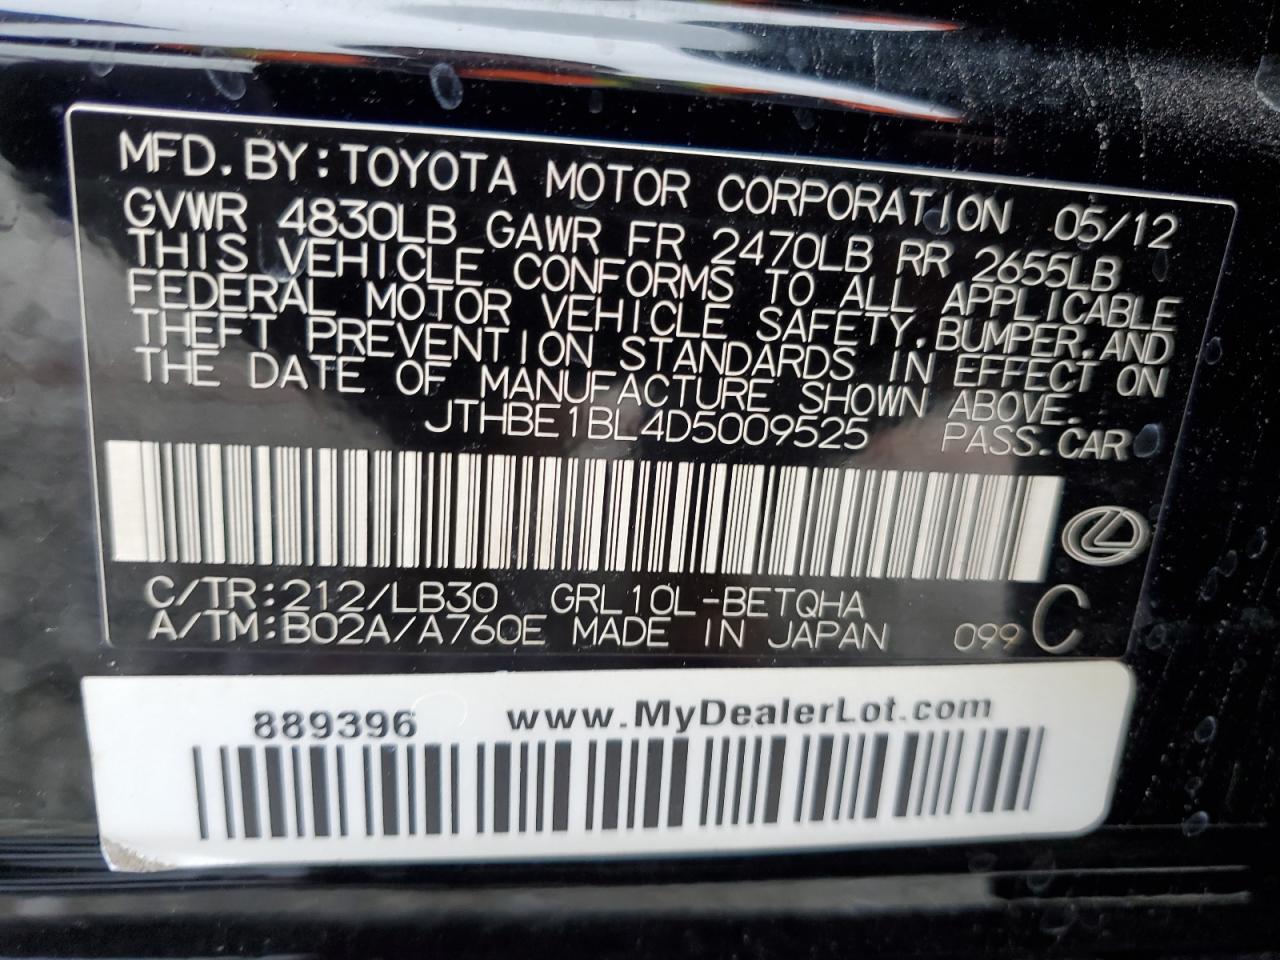 MFD.BY:TOYOTA MOTOR CORPORATION 05/12
GVWR 4830LB GAWR FR 2470LB RR 2655LB
THIS VEHICLE CONFORMS TO ALL APPLICABLE
FEDERAL MOTOR VEHICLE SAFETY,BUMPER,AND
THEFT PREVENTION STANDARDS IN EFFECT ON
THE DATE OF MANUFACTURE SHOWN ABOVE.
JTHBE1BL4D5009525 PASS.CAR
C/TR:212/LB30 GRL10L-BETQHA
A/TM:B02A/A760E MADE IN JAPAN 099 C
889396 www.MyDealerLot.com